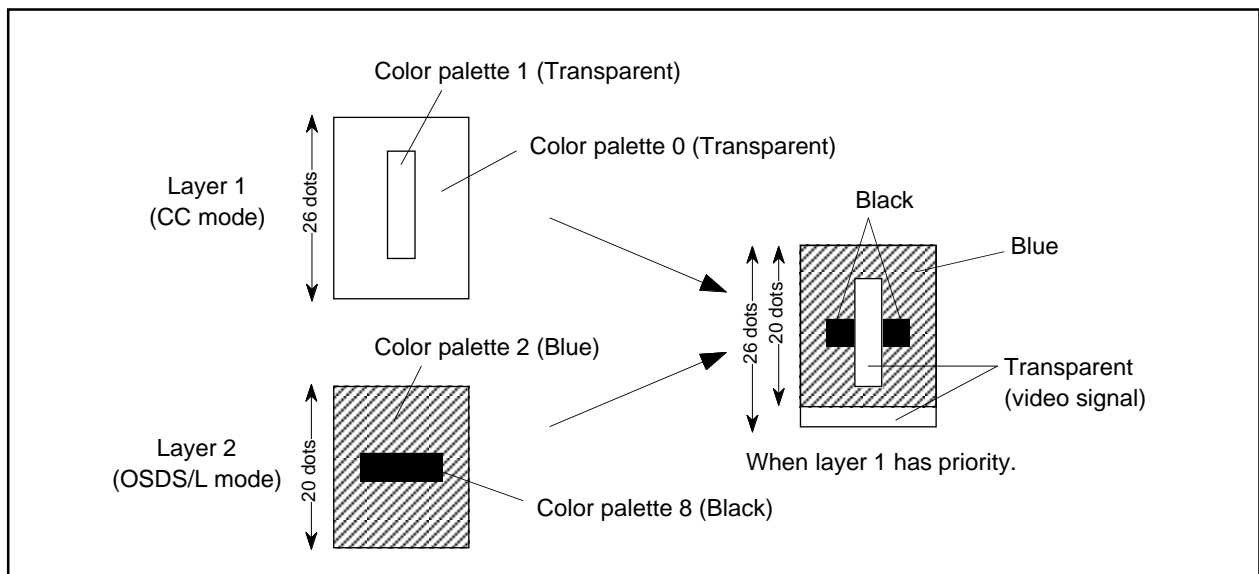 Color palette 1 (Transparent)
Color palette 0 (Transparent)
Layer 1
(CC mode)
26 dots
Color palette 2 (Blue)
Layer 2
(OSDS/L mode)
20 dots
Color palette 8 (Black)
Black
Blue
26 dots
20 dots
Transparent
(video signal)
When layer 1 has priority.